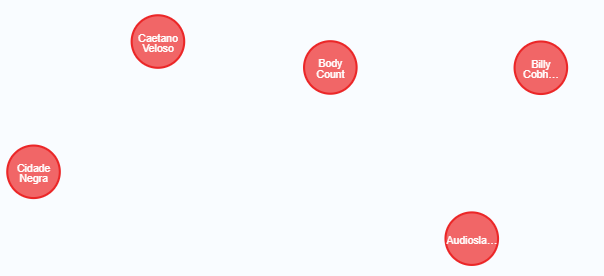 Caetano
Veloso
Body
Count
Billy
Cobh...
Cidade
Negra
Audiosla...